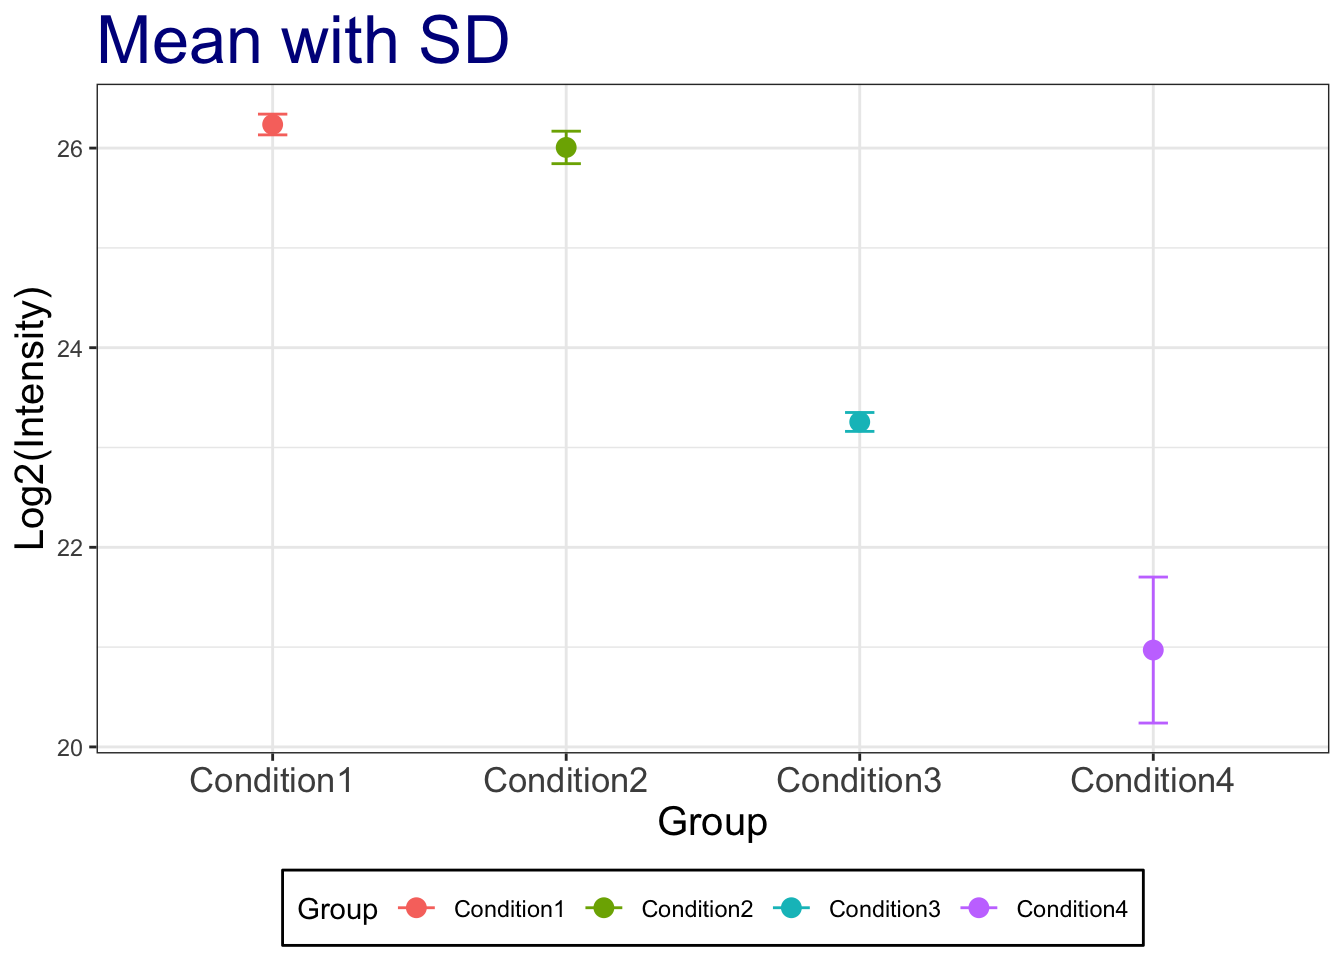 Mean with SD
Log2(Intensity)
26
24
22
20
Condition1 Condition2 Condition3 Condition4
Group
Group Condition1 Condition2 Condition3 Condition4